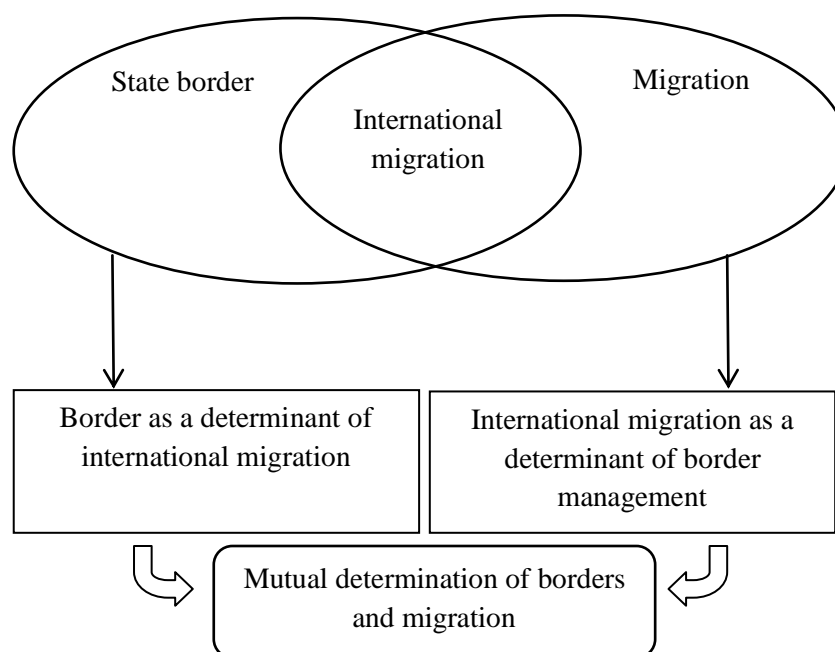 State border
Migration
International
migration
Border as a determinant of
international migration
International migration as a
determinant of border
management
Mutual determination of borders
and migration